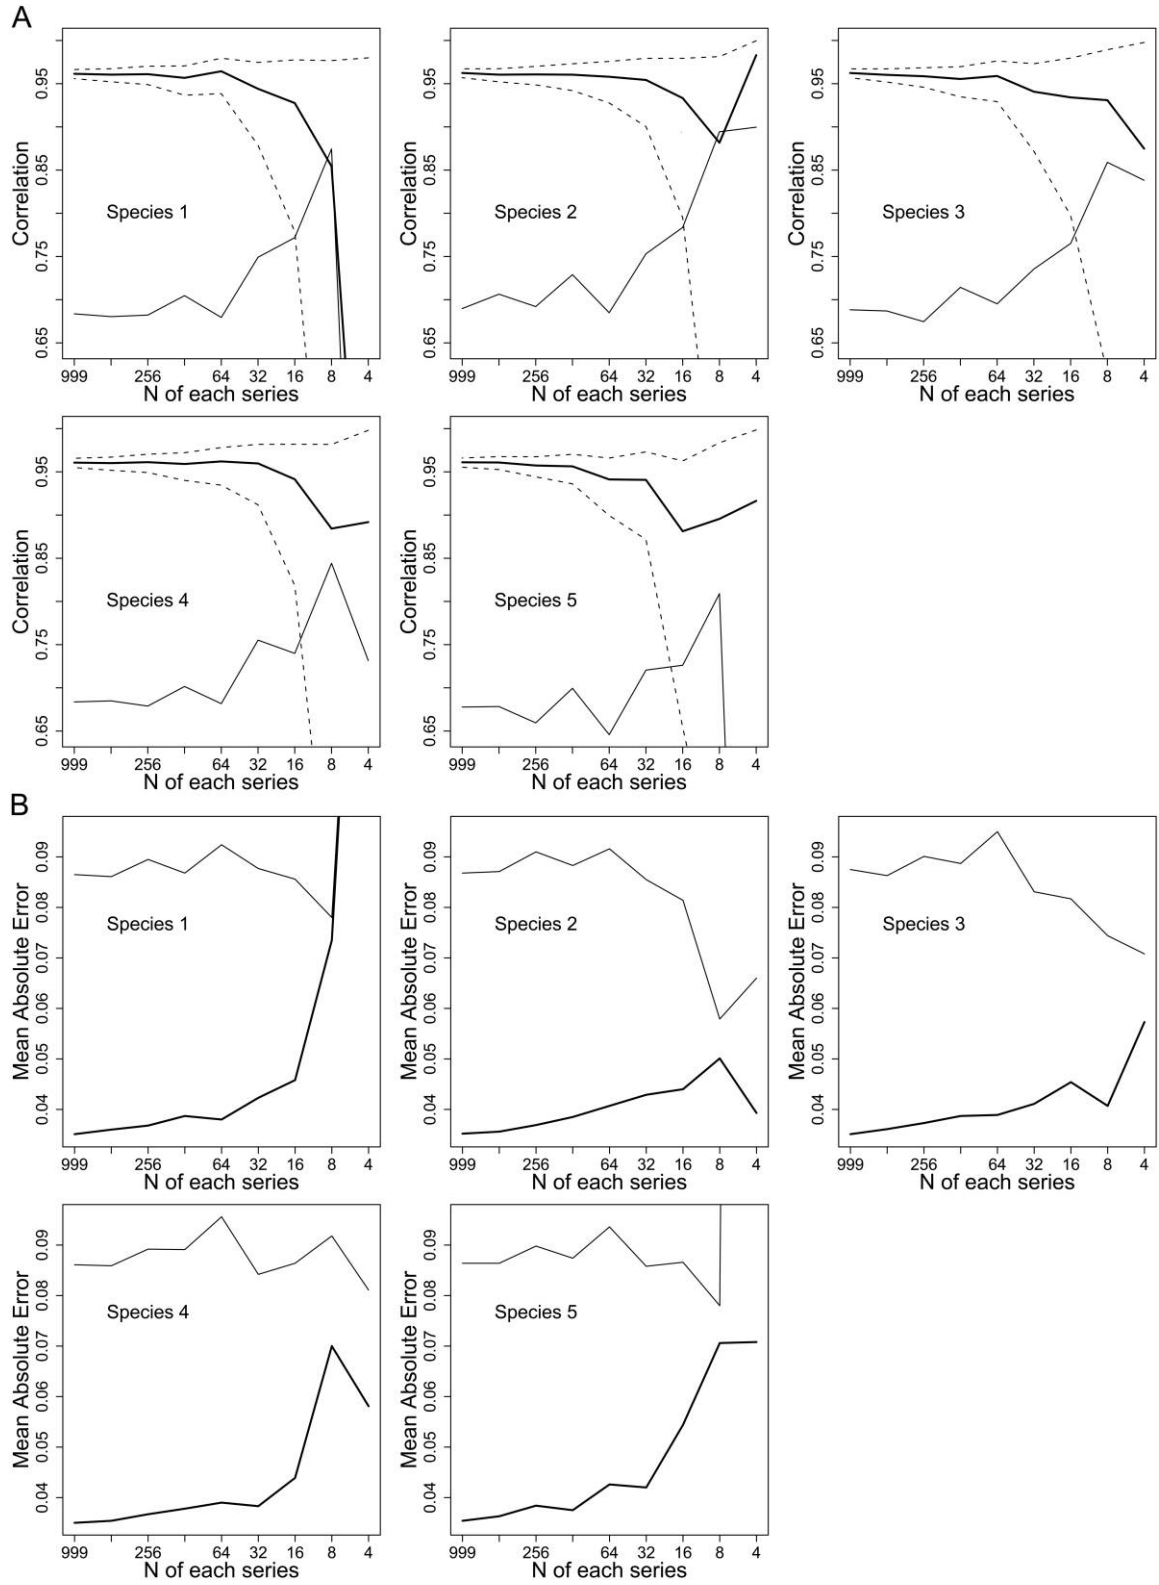 A
Correlation
0.65 0.75 0.85 0.95
Species 1
999 256 64 32 16 8 4
N of each series
Correlation
0.65 0.75 0.85 0.95
Species 2
999 256 64 32 16 8 4
N of each series
Correlation
0.65 0.75 0.85 0.95
Species 3
999 256 64 32 16 8 4
N of each series
Correlation
0.65 0.75 0.85 0.95
Species 4
999 256 64 32 16 8 4
N of each series
Correlation
0.65 0.75 0.85 0.95
Species 5
999 256 64 32 16 8 4
N of each series
B
Mean Absolute Error
0.04 0.05 0.06 0.07 0.08 0.09
Species 1
999 256 64 32 16 8 4
N of each series
Mean Absolute Error
0.04 0.05 0.06 0.07 0.08 0.09
Species 2
999 256 64 32 16 8 4
N of each series
Mean Absolute Error
0.04 0.05 0.06 0.07 0.08 0.09
Species 3
999 256 64 32 16 8 4
N of each series
Mean Absolute Error
0.04 0.05 0.06 0.07 0.08 0.09
Species 4
999 256 64 32 16 8 4
N of each series
Mean Absolute Error
0.04 0.05 0.06 0.07 0.08 0.09
Species 5
999 256 64 32 16 8 4
N of each series